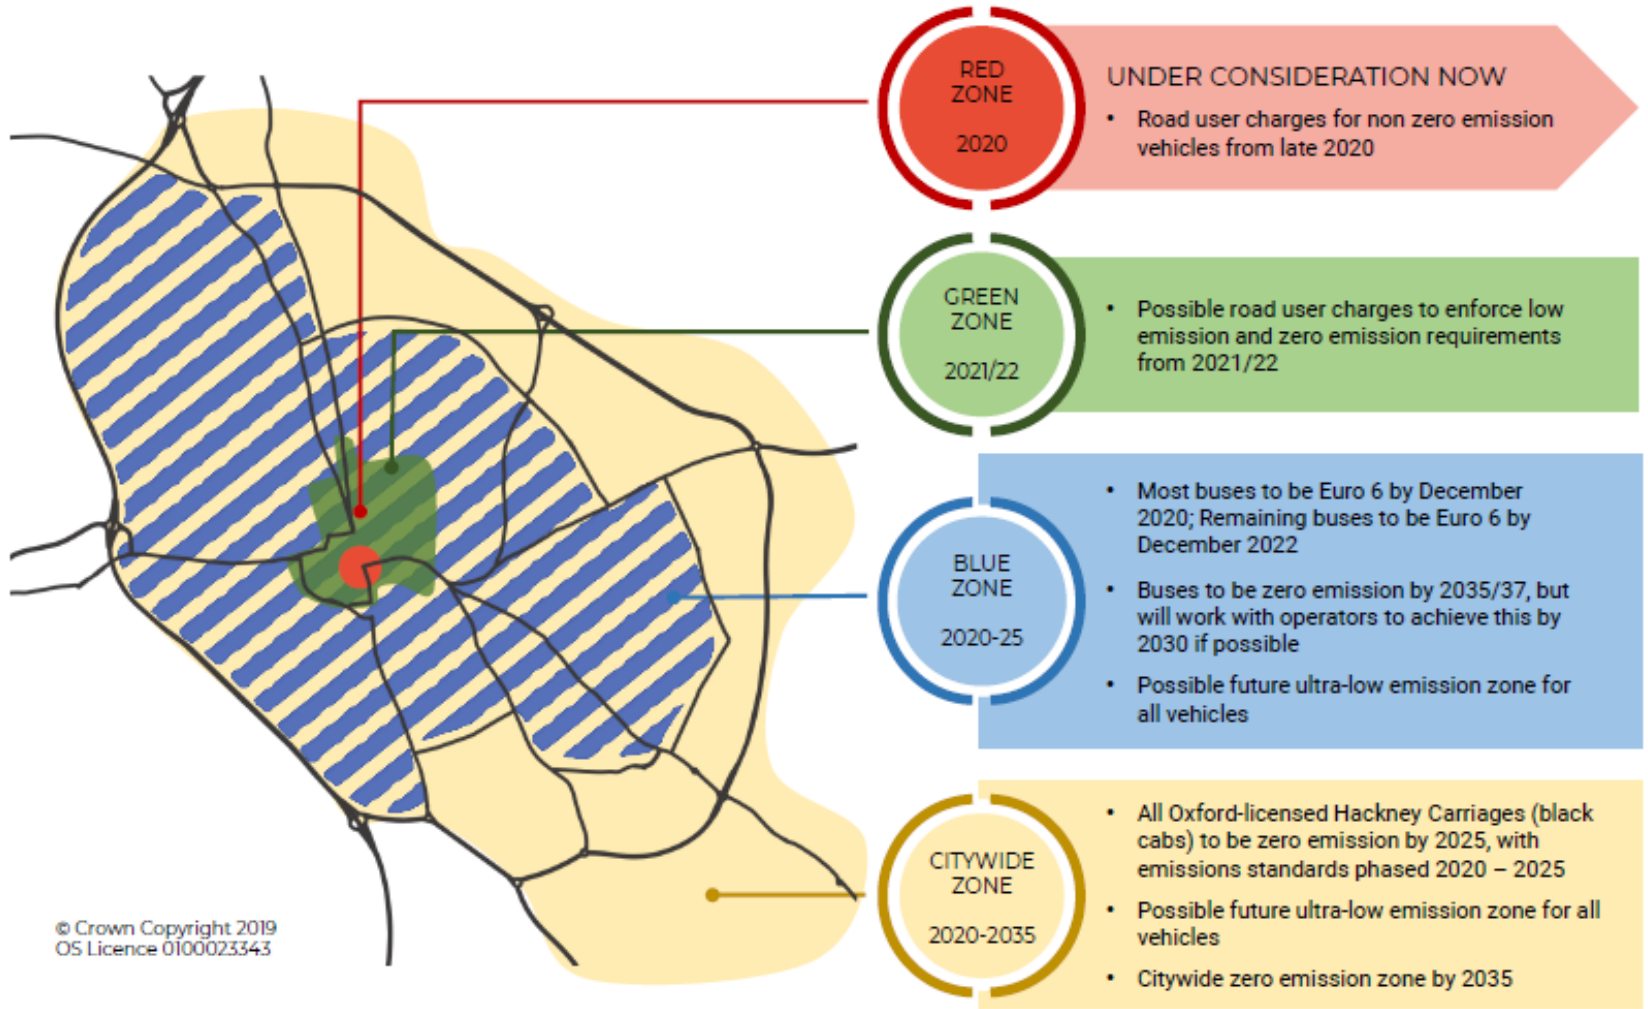 RED
ZONE
2020
UNDER CONSIDERATION NOW
• Road user charges for non zero emission
vehicles from late 2020
GREEN
ZONE
2021/22
• Possible road user charges to enforce low
emission and zero emission requirements
from 2021/22
BLUE
ZONE
2020-25
• Most buses to be Euro 6 by December
2020; Remaining buses to be Euro 6 by
December 2022
• Buses to be zero emission by 2035/37, but
will work with operators to achieve this by
2030 if possible
• Possible future ultra-low emission zone for
all vehicles
CITYWIDE
ZONE
2020-2035
• All Oxford-licensed Hackney Carriages (black
cabs) to be zero emission by 2025, with
emissions standards phased 2020 – 2025
• Possible future ultra-low emission zone for all
vehicles
• Citywide zero emission zone by 2035
© Crown Copyright 2019
OS Licence 0100023343